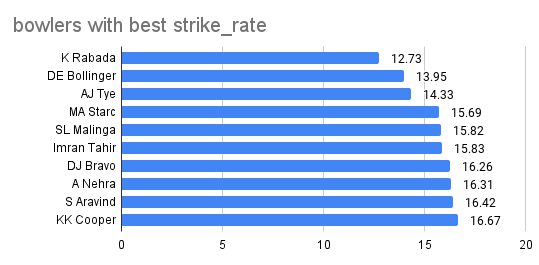 bowlers with best strike_rate
K Rabada 12.73
DE Bollinger 13.95
AJ Tye 14.33
MA Starc 15.69
SL Malinga 15.82
Imran Tahir 15.83
DJ Bravo 16.26
A Nehra 16.31
S Aravind 16.42
KK Cooper 16.67
0 5 10 15 20